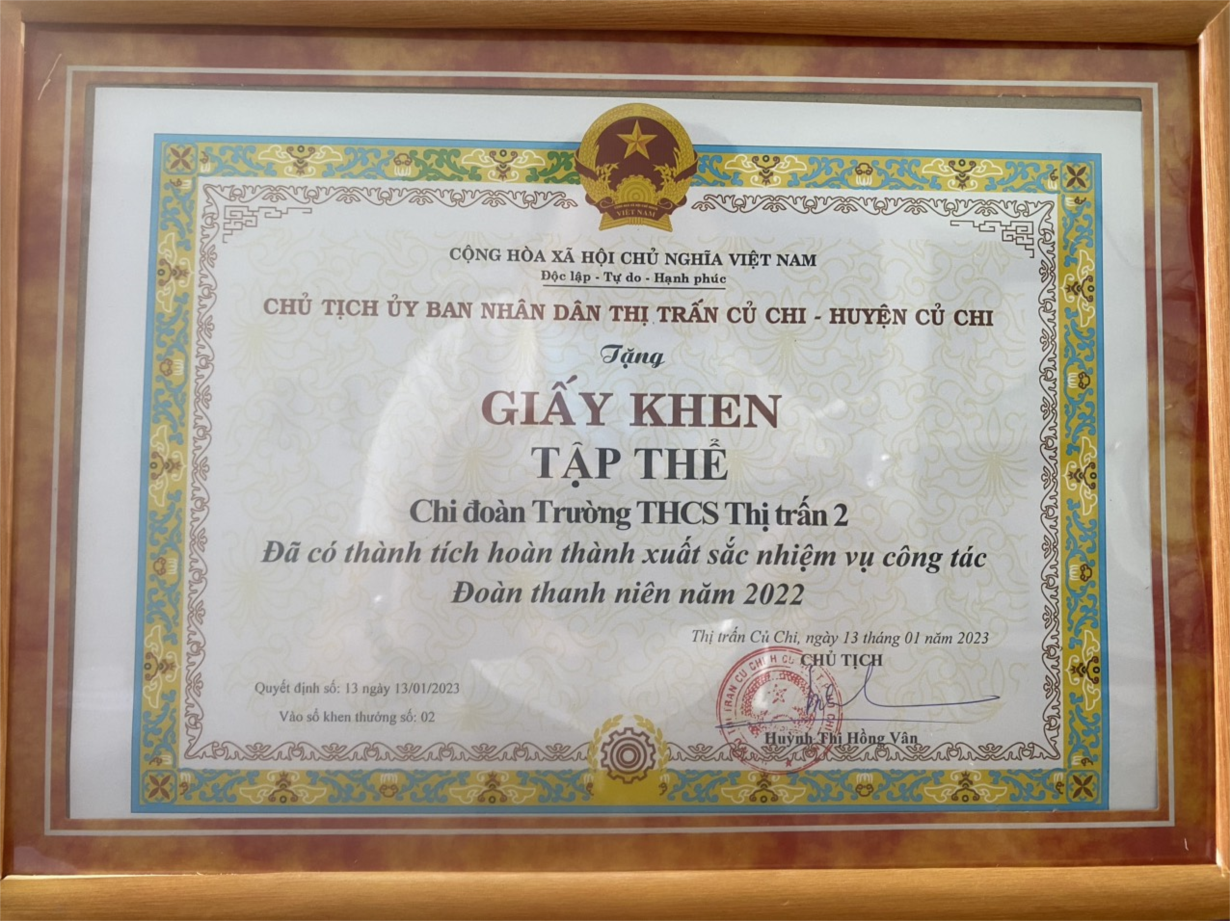 VIỆT NAM
CỘNG HÒA XÃ HỘI CHỦ NGHĨA VIỆT NAM
Độc lập - Tự do - Hạnh phúc
CHỦ TỊCH ỦY BAN NHÂN DÂN THỊ TRẤN CỦ CHI - HUYỆN CỦ CHI
Tặng
GIẤY KHEN
TẬP THỂ
Chi đoàn Trường THCS Thị trấn 2
Đã có thành tích hoàn thành xuất sắc nhiệm vụ công tác
Đoàn thanh niên năm 2022
Thị trấn Củ Chi, ngày 13 tháng 01 năm 2023
CHỦ TỊCH
Quyết định số: 13 ngày 13/01/2023
Vào sổ khen thưởng số: 02
Huỳnh Thị Hồng Vân